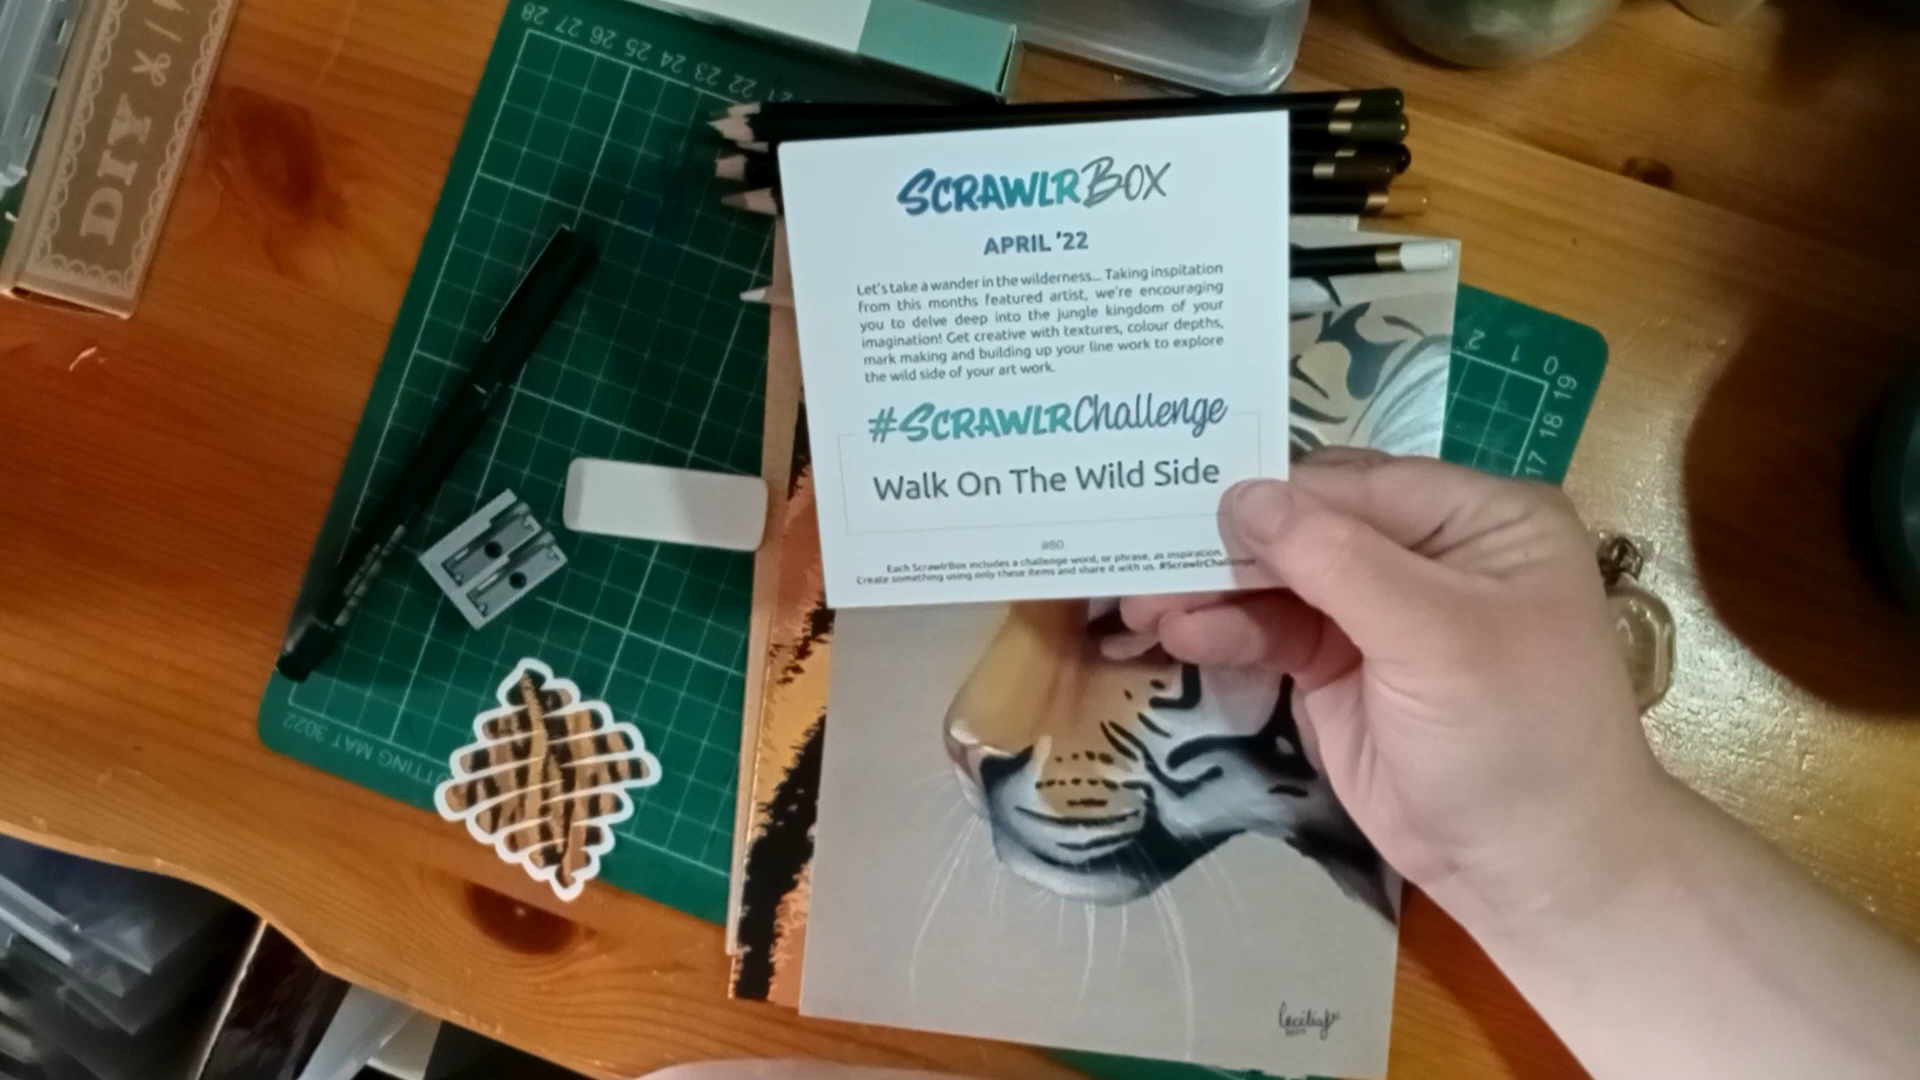 SCRAWLRBOX
APRIL '22
Let's take a wander in the wilderness... Taking inspitation
from this months featured artist, we're encouraging
you to delve deep into the jungle kingdom of your
imagination! Get creative with textures, colour depths,
mark making and building up your line work to explore
the wild side of your art work.
#SCRAWLRChallenge
Walk On The Wild Side
Each ScrawlrBox includes a challenge word, or phrase, as inspiration.
Create something using only these items and share it with us. #ScrawlrChallenge
DIY
28 27 26 25 24 23 22 21
2 1 0
19
18
17
CUTTING MAT 3022